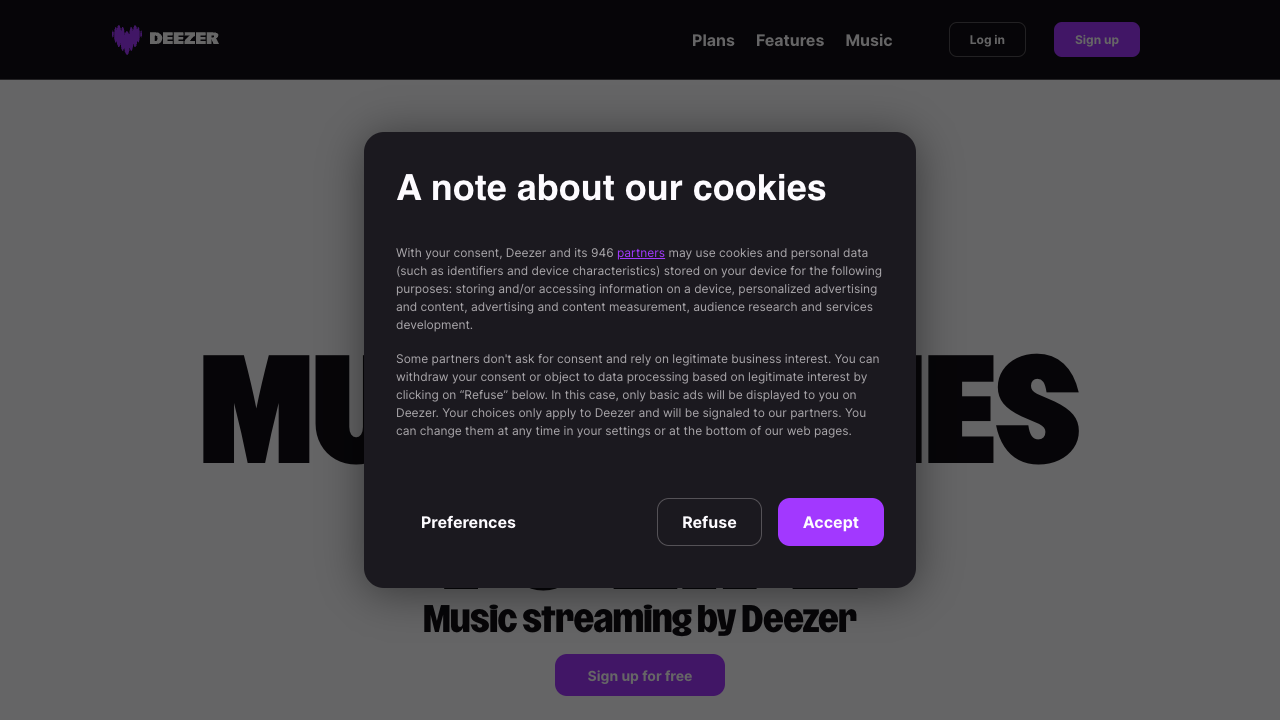 DEEZER
Plans Features Music Log in Sign up
A note about our cookies
With your consent, Deezer and its 946 partners may use cookies and personal data
(such as identifiers and device characteristics) stored on your device for the following
purposes: storing and/or accessing information on a device, personalized advertising
and content, advertising and content measurement, audience research and services
development.
Some partners don't ask for consent and rely on legitimate business interest. You can
withdraw your consent or object to data processing based on legitimate interest by
clicking on “Refuse” below. In this case, only basic ads will be displayed to you on
Deezer. Your choices only apply to Deezer and will be signaled to our partners. You
can change them at any time in your settings or at the bottom of our web pages.
Preferences Refuse Accept
Music streaming by Deezer
Sign up for free